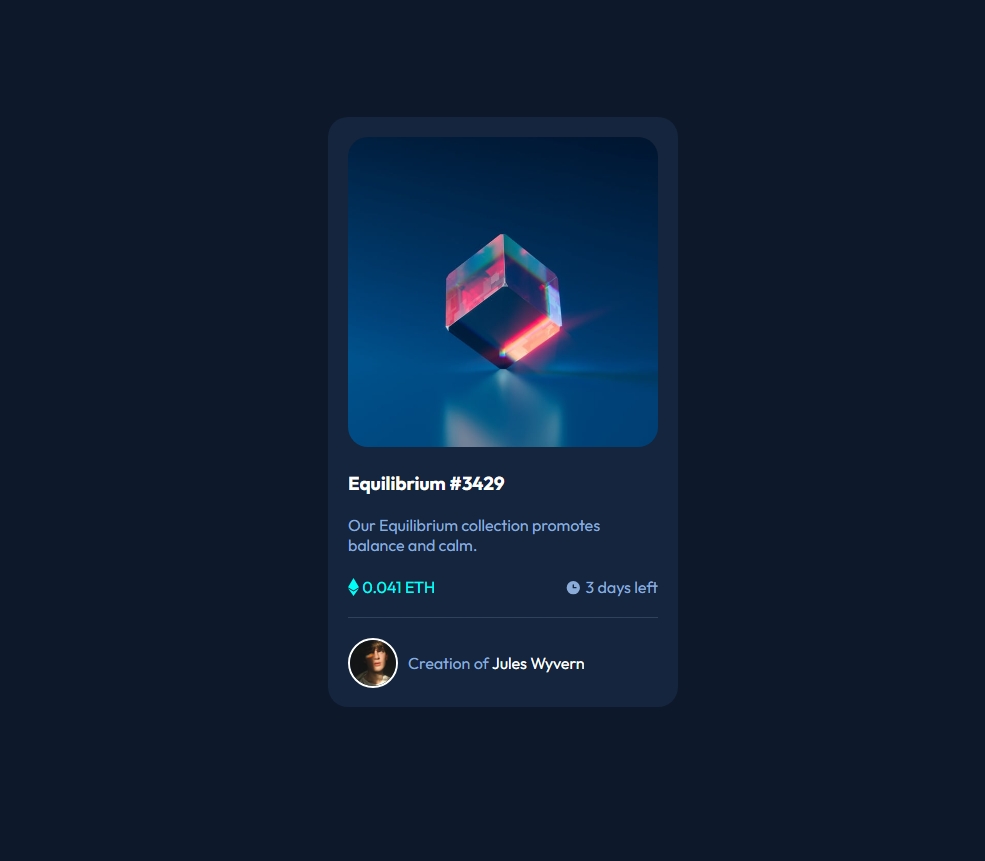 Equilibrium #3429
Our Equilibrium collection promotes
balance and calm.
0.041 ETH
3 days left
Creation of Jules Wyvern